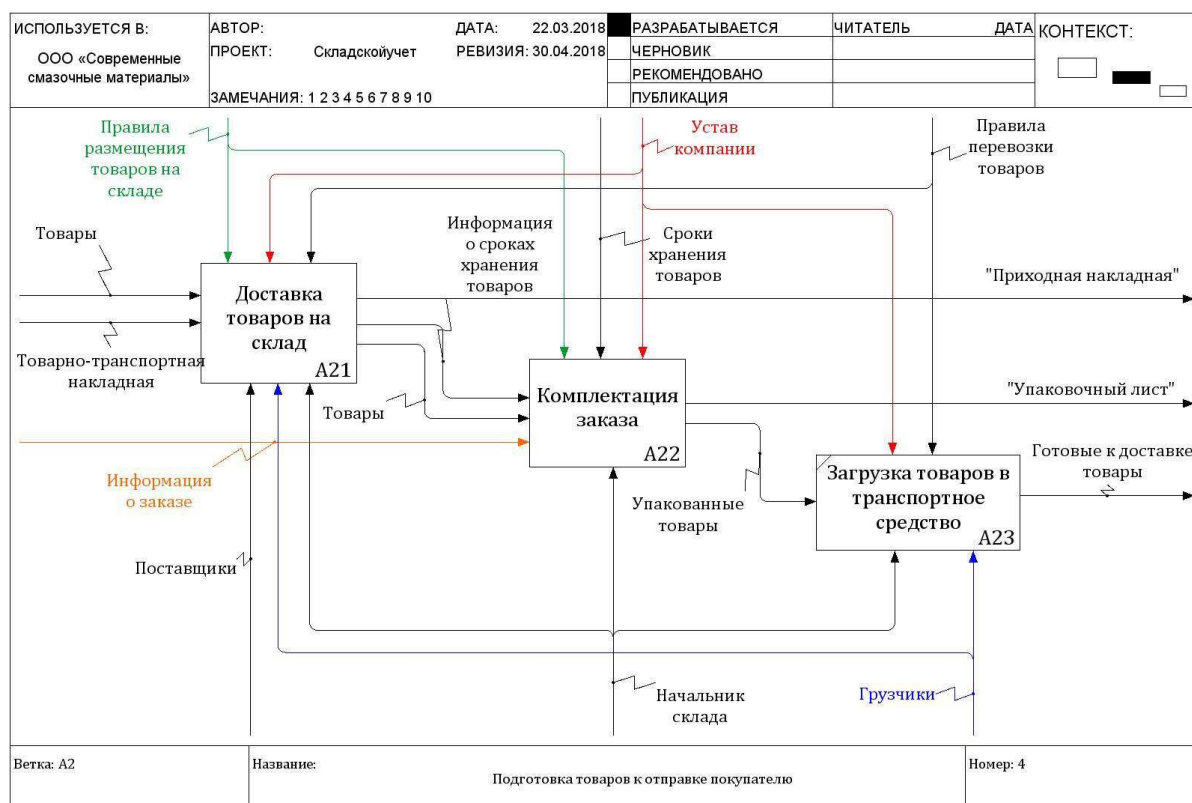 ИСПОЛЬЗУЕТСЯ В:
ООО «Современные
смазочные материалы»
АВТОР:
ДАТА: 22.03.2018
ПРОЕКТ: Складскойучет
РЕВИЗИЯ: 30.04.2018
ЗАМЕЧАНИЯ: 1 2 3 4 5 6 7 8 9 10
РАЗРАБАТЫВАЕТСЯ
ЧЕРНОВИК
РЕКОМЕНДОВАНО
ПУБЛИКАЦИЯ
ЧИТАТЕЛЬ
ДАТА
КОНТЕКСТ:
Правила
размещения
товаров на
складе
Устав
компании
Правила
перевозки
товаров
Товары
Информация
о сроках
хранения
товаров
Сроки
хранения
товаров
"Приходная накладная"
Доставка
товаров на
склад
A21
Товарно-транспортная
накладная
Товары
Комплектация
заказа
A22
"Упаковочный лист"
Информация
о заказе
Упакованные
товары
Загрузка товаров в
транспортное
средство
A23
Готовые к доставке
товары
Поставщики
Начальник
склада
Грузчики
Ветка: A2
Название:
Подготовка товаров к отправке покупателю
Номер: 4